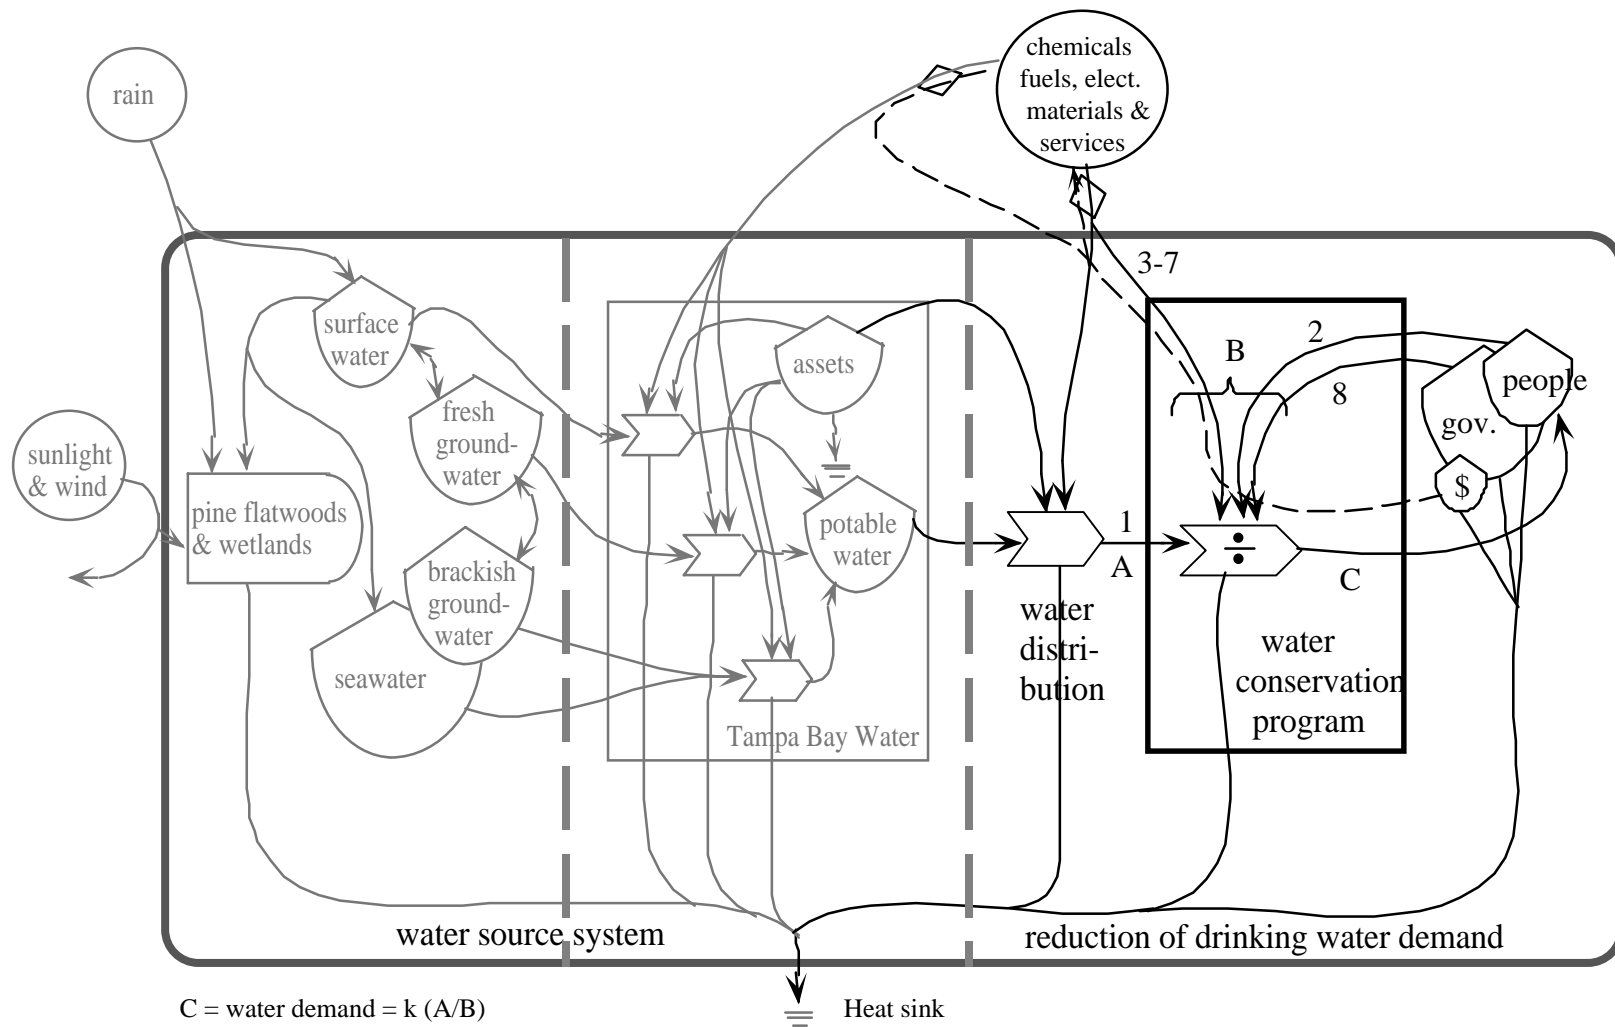 chemicals
fuels, elect.
materials &
services
rain
3-7
surface
water
assets
B
2
8
people
gov.
$
fresh
ground-
water
sunlight
& wind
pine flatwoods
& wetlands
potable
water
1
A
÷
C
brackish
ground-
water
seawater
water
distri-
bution
water
conservation
program
Tampa Bay Water
water source system
reduction of drinking water demand
C = water demand = k (A/B)
Heat sink